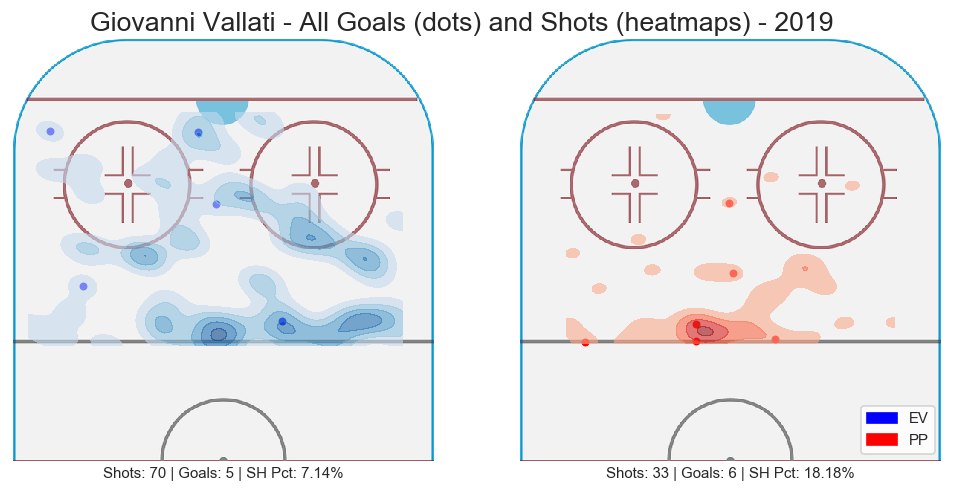 Giovanni Vallati - All Goals (dots) and Shots (heatmaps) - 2019
EV
PP
Shots: 70 | Goals: 5 | SH Pct: 7.14%
Shots: 33 | Goals: 6 | SH Pct: 18.18%